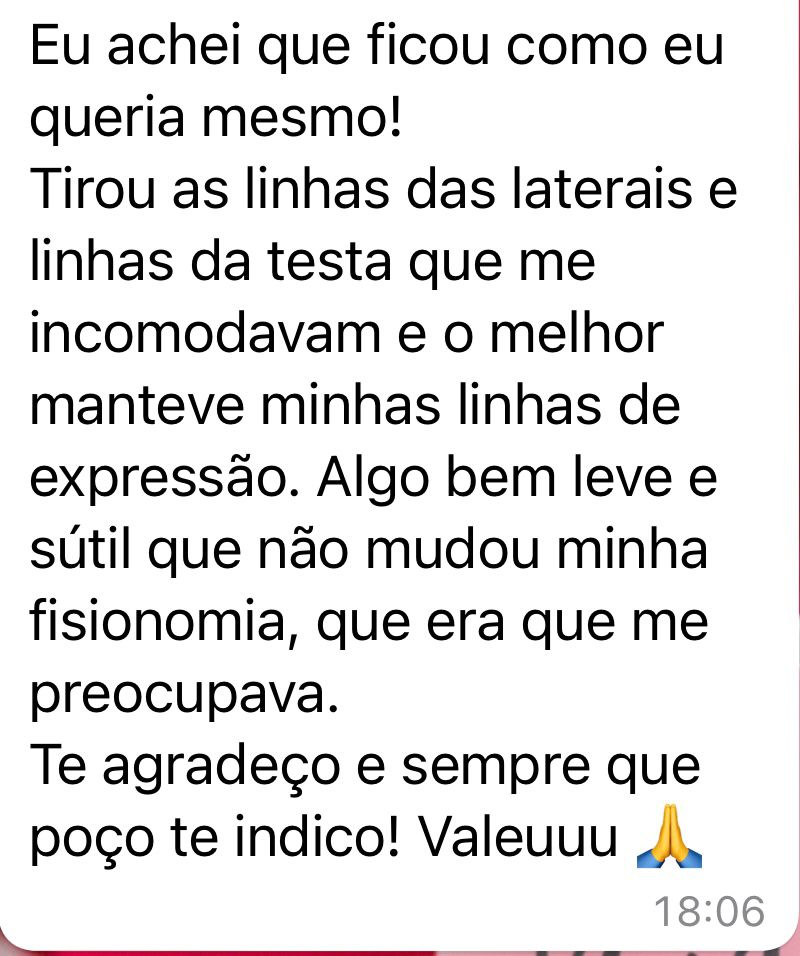 Eu achei que ficou como eu
queria mesmo!
Tirou as linhas das laterais e
linhas da testa que me
incomodavam e o melhor
manteve minhas linhas de
expressão. Algo bem leve e
sútil que não mudou minha
fisionomia, que era que me
preocupava.
Te agradeço e sempre que
poço te indico! Valeuuu 🙏
18:06